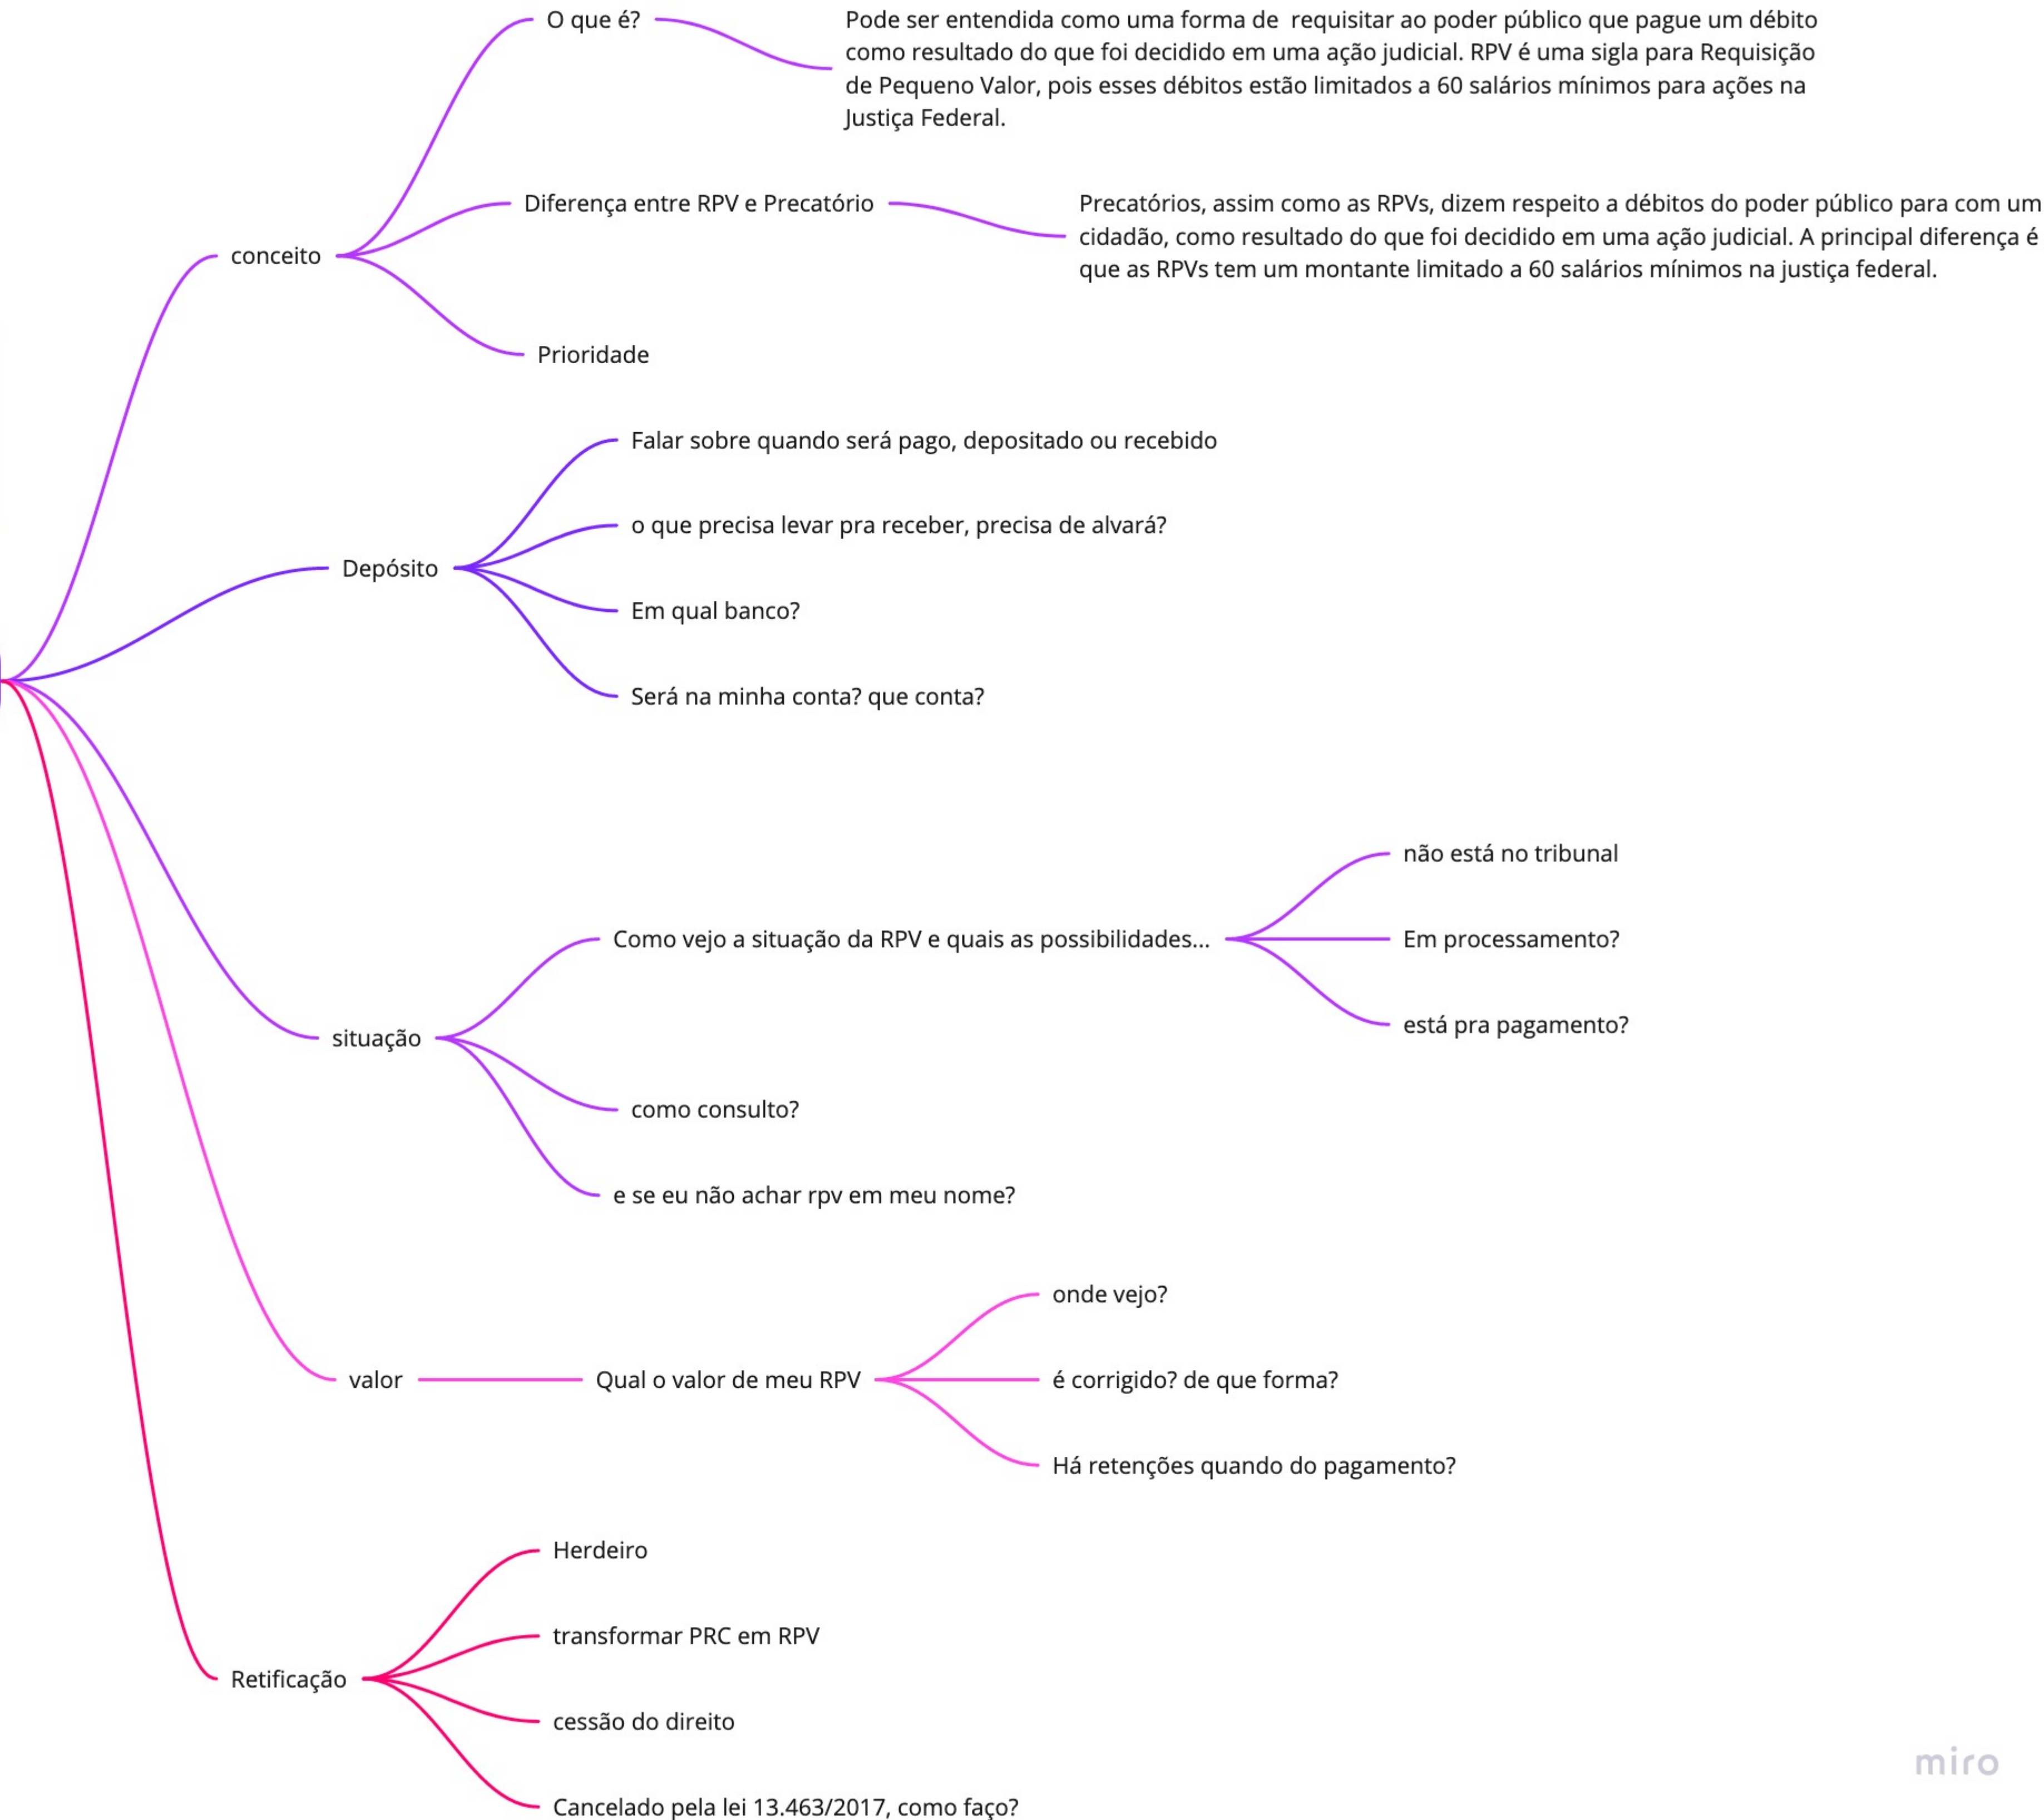 O que é?
Pode ser entendida como uma forma de  requisitar ao poder público que pague um débito
como resultado do que foi decidido em uma ação judicial. RPV é uma sigla para Requisição
de Pequeno Valor, pois esses débitos estão limitados a 60 salários mínimos para ações na
Justiça Federal.
Diferença entre RPV e Precatório
Precatórios, assim como as RPVs, dizem respeito a débitos do poder público para com um
cidadão, como resultado do que foi decidido em uma ação judicial. A principal diferença é
que as RPVs tem um montante limitado a 60 salários mínimos na justiça federal.
conceito
Prioridade
Falar sobre quando será pago, depositado ou recebido
o que precisa levar pra receber, precisa de alvará?
Depósito
Em qual banco?
Será na minha conta? que conta?
não está no tribunal
Como vejo a situação da RPV e quais as possibilidades...
Em processamento?
está pra pagamento?
situação
como consulto?
e se eu não achar rpv em meu nome?
onde vejo?
valor
Qual o valor de meu RPV
é corrigido? de que forma?
Há retenções quando do pagamento?
Herdeiro
transformar PRC em RPV
Retificação
cessão do direito
Cancelado pela lei 13.463/2017, como faço?
miro